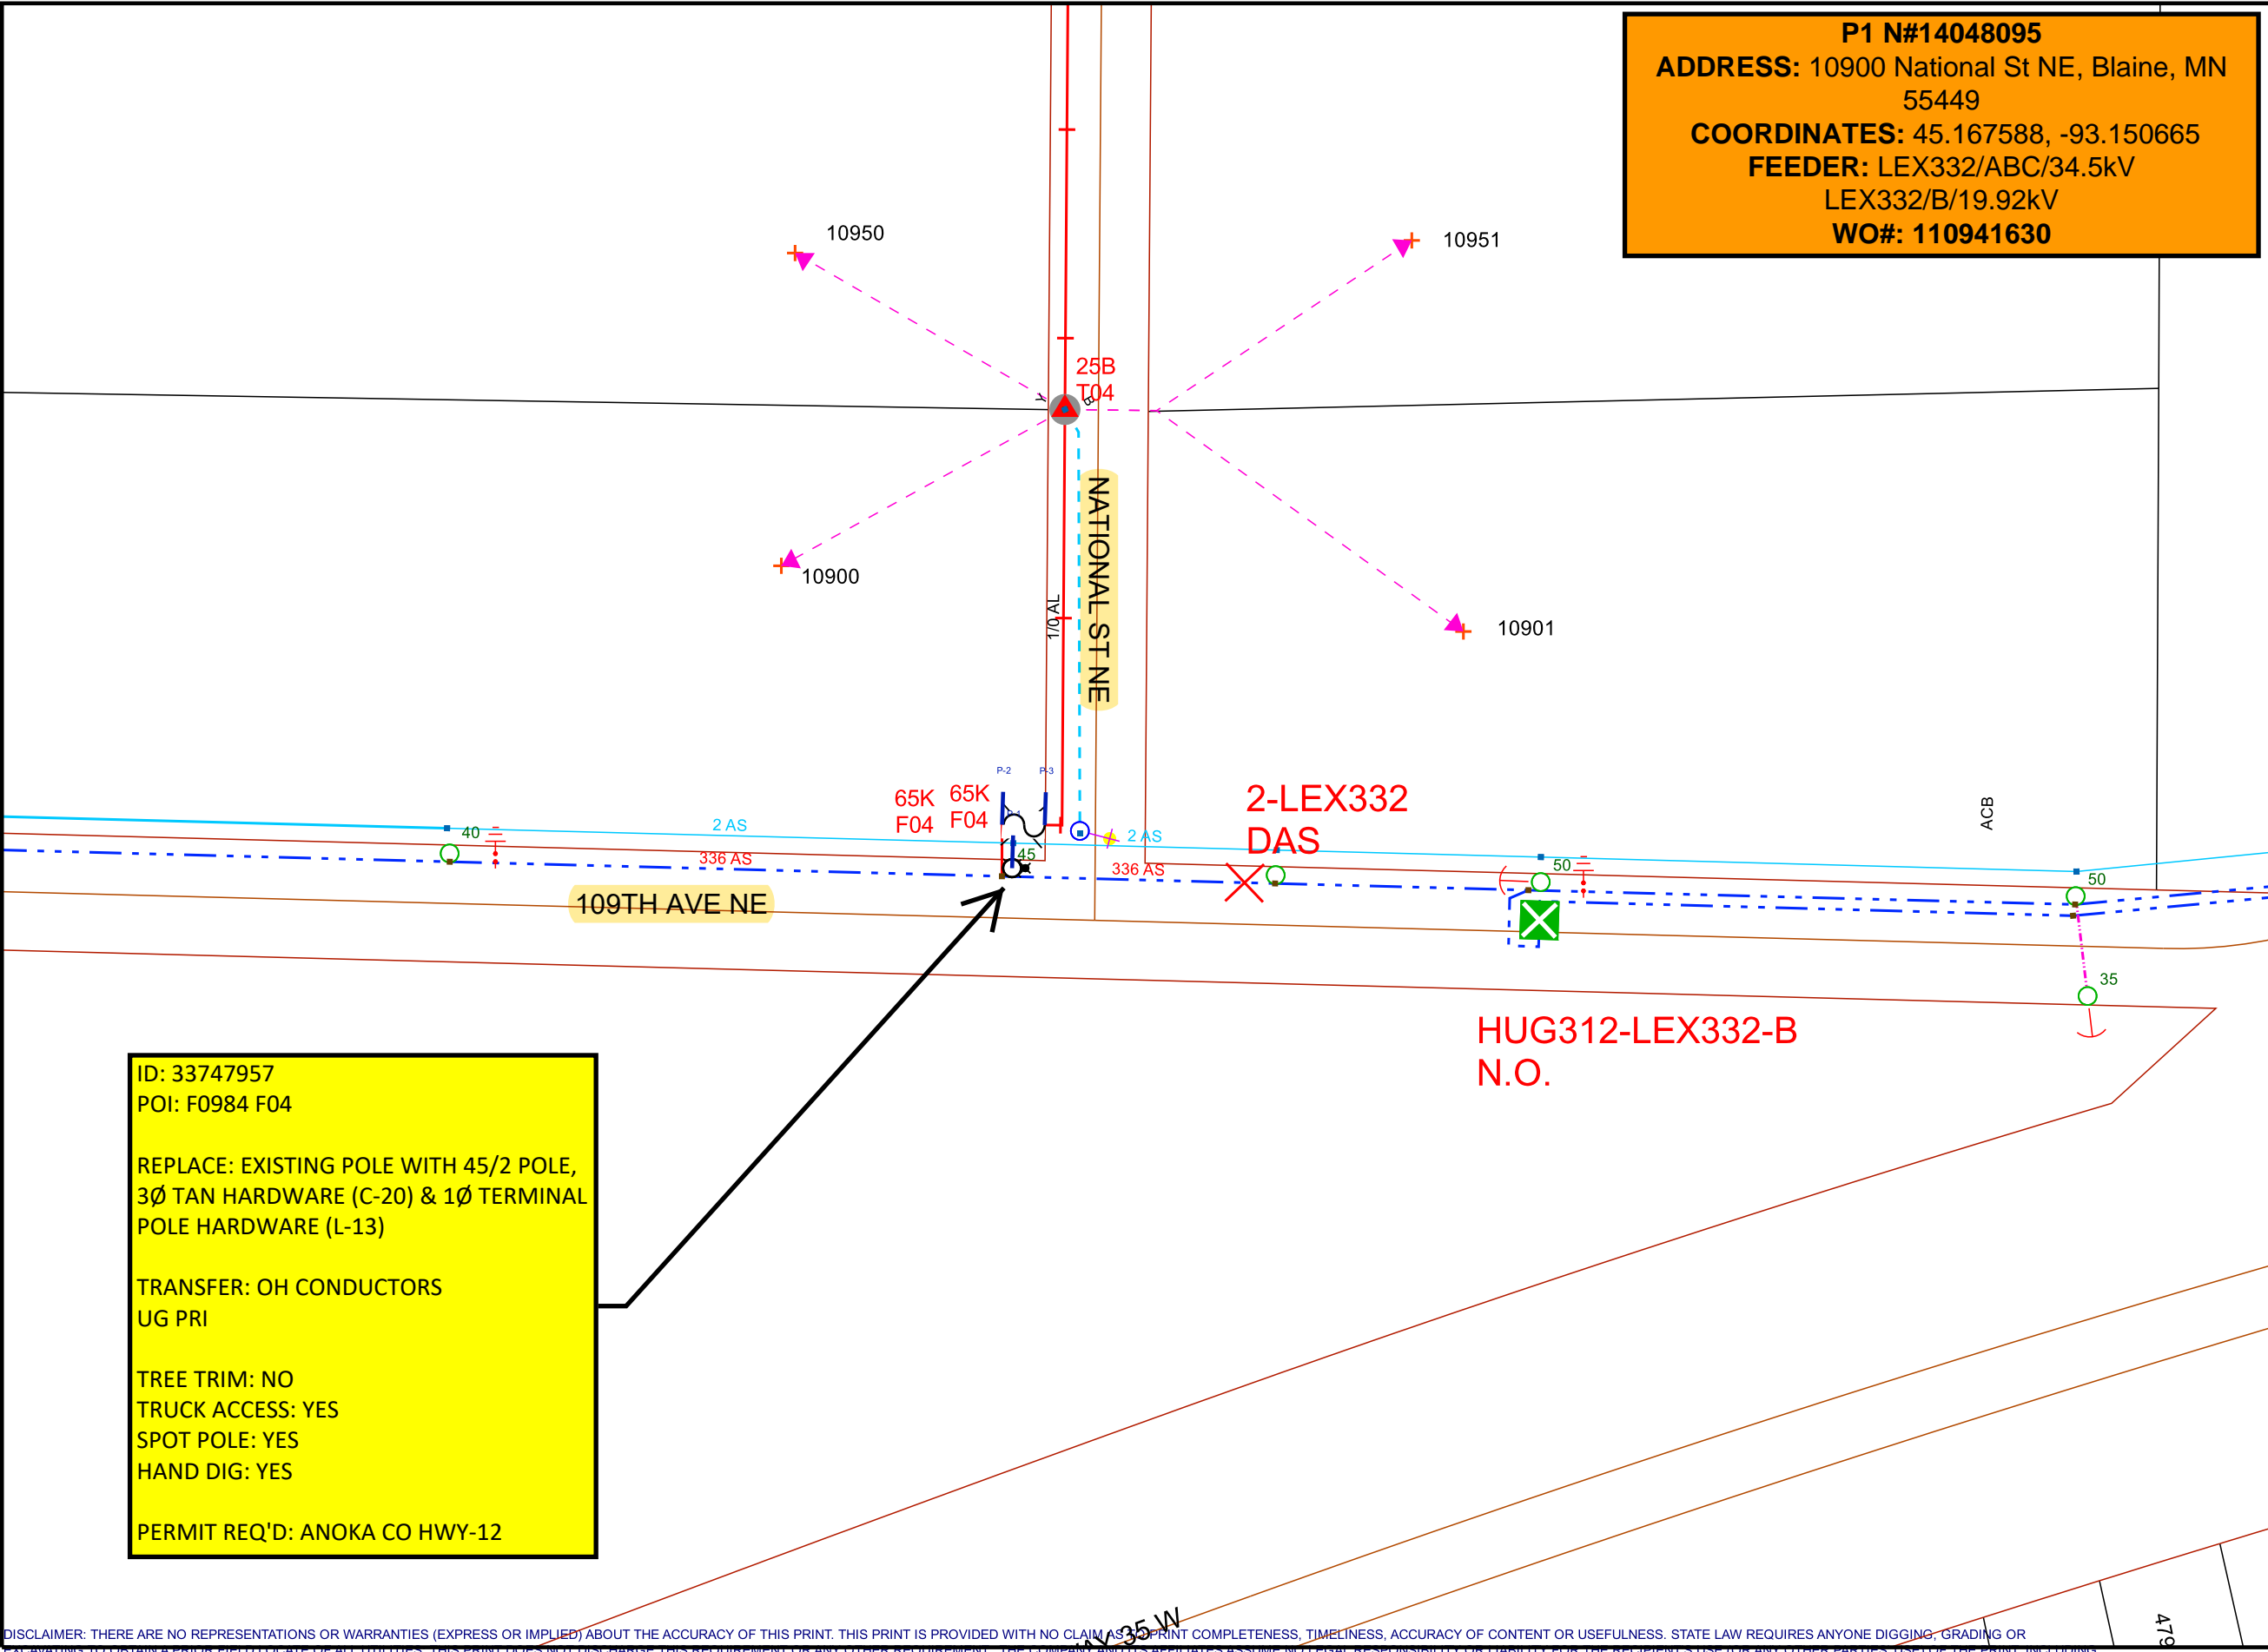 P1 N#14048095
ADDRESS: 10900 National St NE, Blaine, MN
55449
COORDINATES: 45.167588, -93.150665
FEEDER: LEX332/ABC/34.5kV
LEX332/B/19.92kV
WO#: 110941630
10950
10951
25B
T04
Y
B
NATIONAL ST NE
10900
1/0 AL
10901
P-2
P-3
65K
F04
65K
F04
2-LEX332
DAS
ACB
40
2 AS
2 AS
336 AS
45
336 AS
50
50
109TH AVE NE
35
HUG312-LEX332-B
N.O.
ID: 33747957
POI: F0984 F04
REPLACE: EXISTING POLE WITH 45/2 POLE,
3Ø TAN HARDWARE (C-20) & 1Ø TERMINAL
POLE HARDWARE (L-13)
TRANSFER: OH CONDUCTORS
UG PRI
TREE TRIM: NO
TRUCK ACCESS: YES
SPOT POLE: YES
HAND DIG: YES
PERMIT REQ'D: ANOKA CO HWY-12
35 W
479
DISCLAIMER: THERE ARE NO REPRESENTATIONS OR WARRANTIES (EXPRESS OR IMPLIED) ABOUT THE ACCURACY OF THIS PRINT. THIS PRINT IS PROVIDED WITH NO CLAIM AS TO PRINT COMPLETENESS, TIMELINESS, ACCURACY OF CONTENT OR USEFULNESS. STATE LAW REQUIRES ANYONE DIGGING, GRADING OR